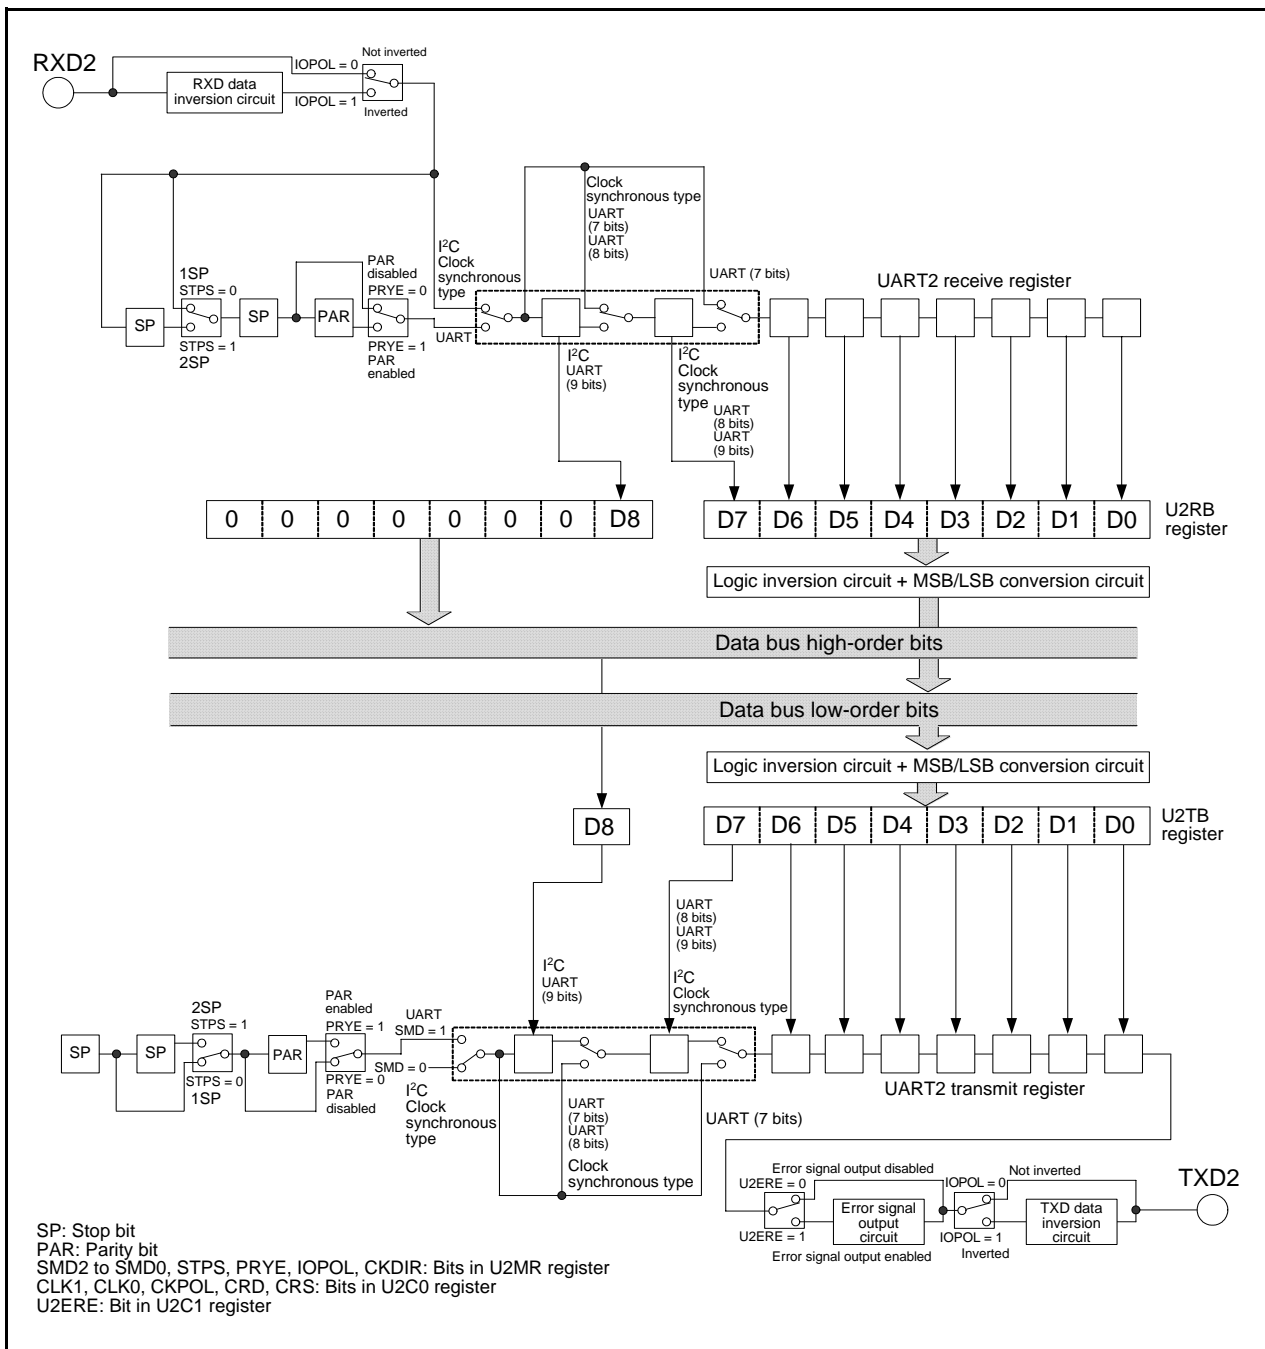 RXD2
Not inverted
IOPOL = 0
RXD data
inversion circuit
IOPOL = 1
Inverted
Clock
synchronous type
UART
(7 bits)
UART
(8 bits)
I²C
Clock
synchronous
type
UART (7 bits)
UART2 receive register
1SP
STPS = 0
PAR
disabled
PRYE = 0
SP
SP
PAR
UART
STPS = 1
2SP
PRYE = 1
PAR
enabled
I²C
UART
(9 bits)
I²C
Clock
synchronous
type
UART
(8 bits)
UART
(9 bits)
0 0 0 0 0 0 0 D8
D7 D6 D5 D4 D3 D2 D1 D0
U2RB
register
Logic inversion circuit + MSB/LSB conversion circuit
Data bus high-order bits
Data bus low-order bits
Logic inversion circuit + MSB/LSB conversion circuit
D8
D7 D6 D5 D4 D3 D2 D1 D0
U2TB
register
UART
(8 bits)
UART
(9 bits)
I²C
UART
(9 bits)
I²C
Clock
synchronous type
2SP
STPS = 1
PAR
enabled
PRYE = 1
UART
SMD = 1
SP
SP
PAR
SMD = 0
STPS = 0
1SP
PRYE = 0
PAR
disabled
I²C
Clock
synchronous
type
UART
(7 bits)
UART
(8 bits)
Clock
synchronous type
UART (7 bits)
UART2 transmit register
Error signal output disabled
U2ERE = 0
Not inverted
IOPOL = 0
TXD2
Error signal
output
circuit
TXD data
inversion
circuit
U2ERE = 1
Error signal output enabled
IOPOL = 1
Inverted
SP: Stop bit
PAR: Parity bit
SMD2 to SMD0, STPS, PRYE, IOPOL, CKDIR: Bits in U2MR register
CLK1, CLK0, CKPOL, CRD, CRS: Bits in U2C0 register
U2ERE: Bit in U2C1 register